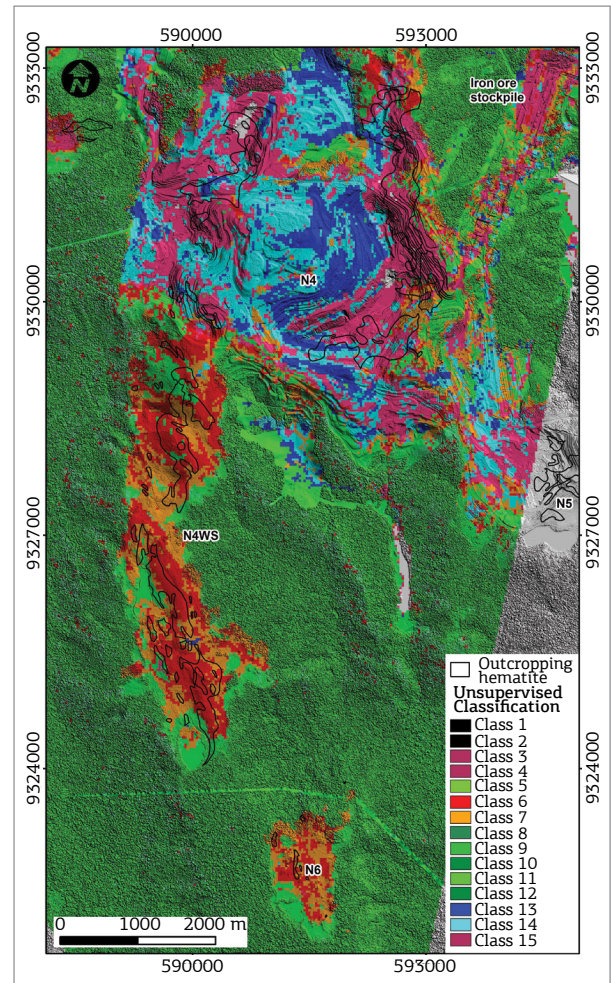 590000 593000
9333000 9333000
N
Iron ore
stockpile
N4
9330000 9330000
N5
N4WS
9327000 9327000
Outcropping
hematite
Unsupervised
Classification
Class 1
Class 2
Class 3
Class 4
Class 5
Class 6
Class 7
Class 8
Class 9
Class 10
Class 11
Class 12
Class 13
Class 14
Class 15
9324000 9324000
N6
0 1000 2000 m
590000 593000